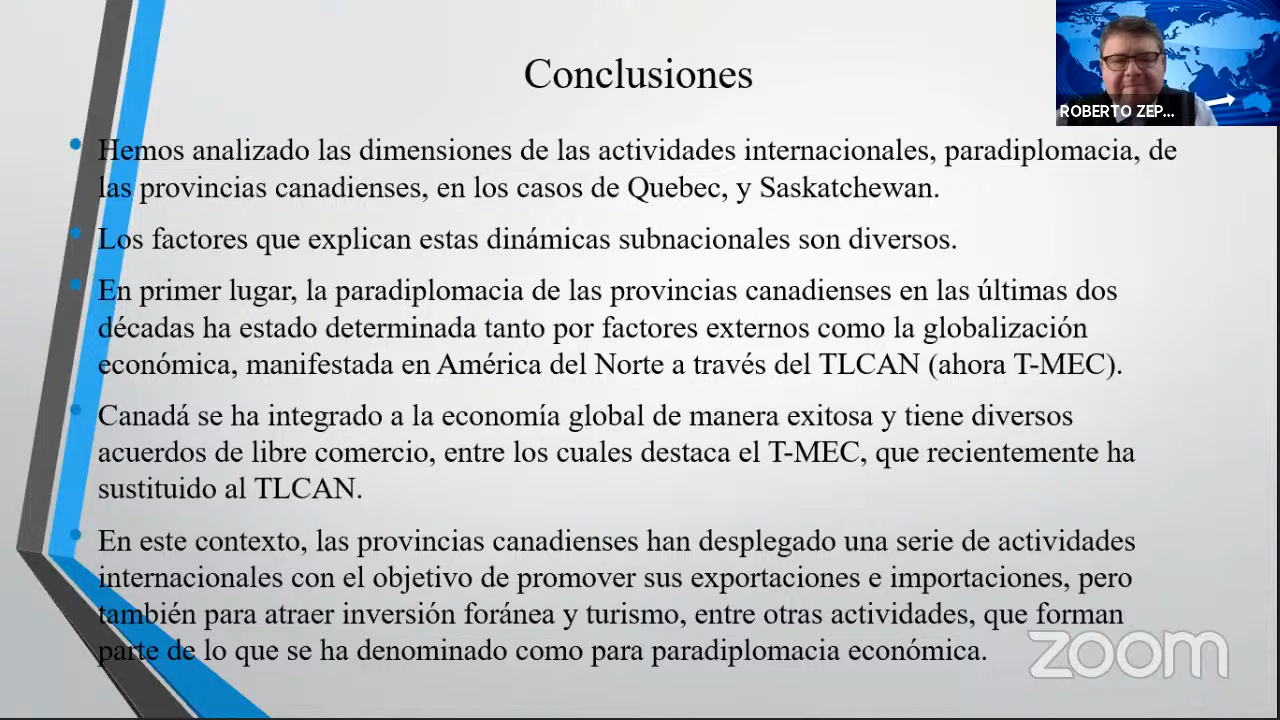 Conclusiones
ROBERTO ZEP...
• Hemos analizado las dimensiones de las actividades internacionales, paradiplomacia, de
las provincias canadienses, en los casos de Quebec, y Saskatchewan.
• Los factores que explican estas dinámicas subnacionales son diversos.
• En primer lugar, la paradiplomacia de las provincias canadienses en las últimas dos
décadas ha estado determinada tanto por factores externos como la globalización
económica, manifestada en América del Norte a través del TLCAN (ahora T-MEC).
• Canadá se ha integrado a la economía global de manera exitosa y tiene diversos
acuerdos de libre comercio, entre los cuales destaca el T-MEC, que recientemente ha
sustituido al TLCAN.
• En este contexto, las provincias canadienses han desplegado una serie de actividades
internacionales con el objetivo de promover sus exportaciones e importaciones, pero
también para atraer inversión foránea y turismo, entre otras actividades, que forman
parte de lo que se ha denominado como para paradiplomacia económica.
zoom